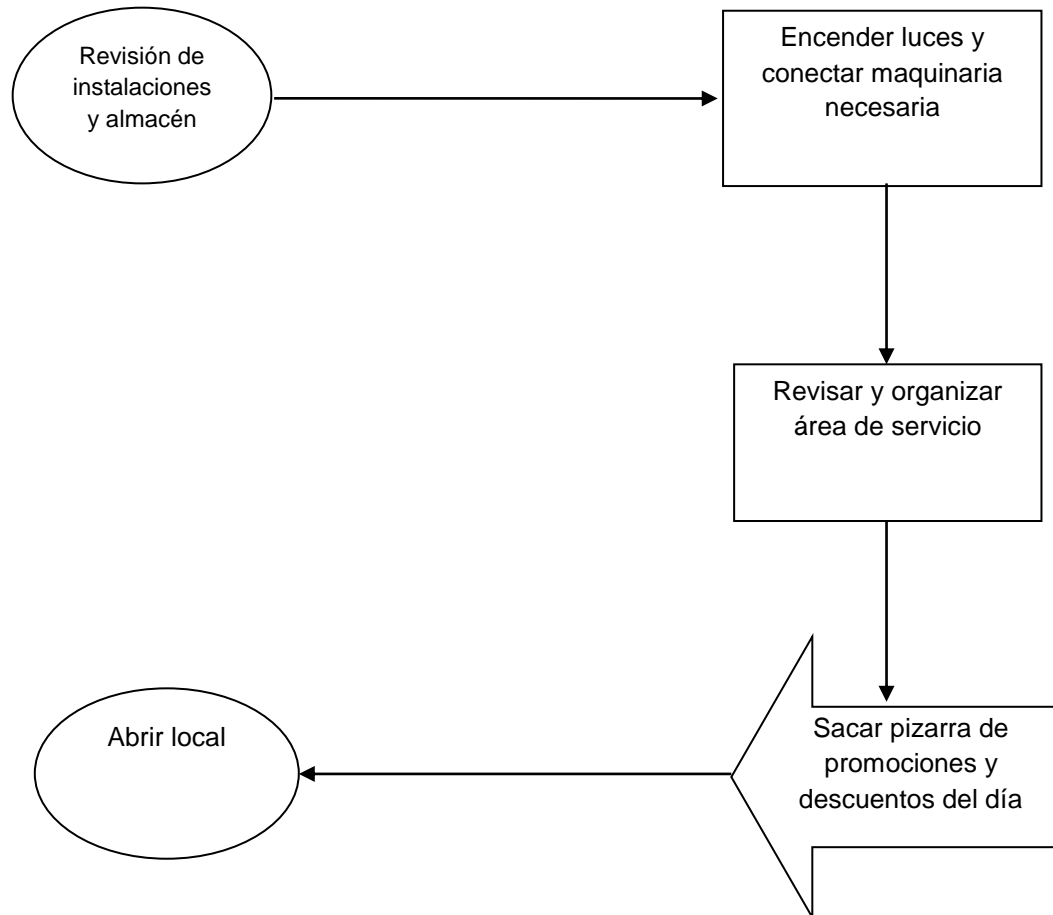 Revisión de
instalaciones
y almacén
Encender luces y
conectar maquinaria
necesaria
Revisar y organizar
área de servicio
Sacar pizarra de
promociones y
descuentos del día
Abrir local